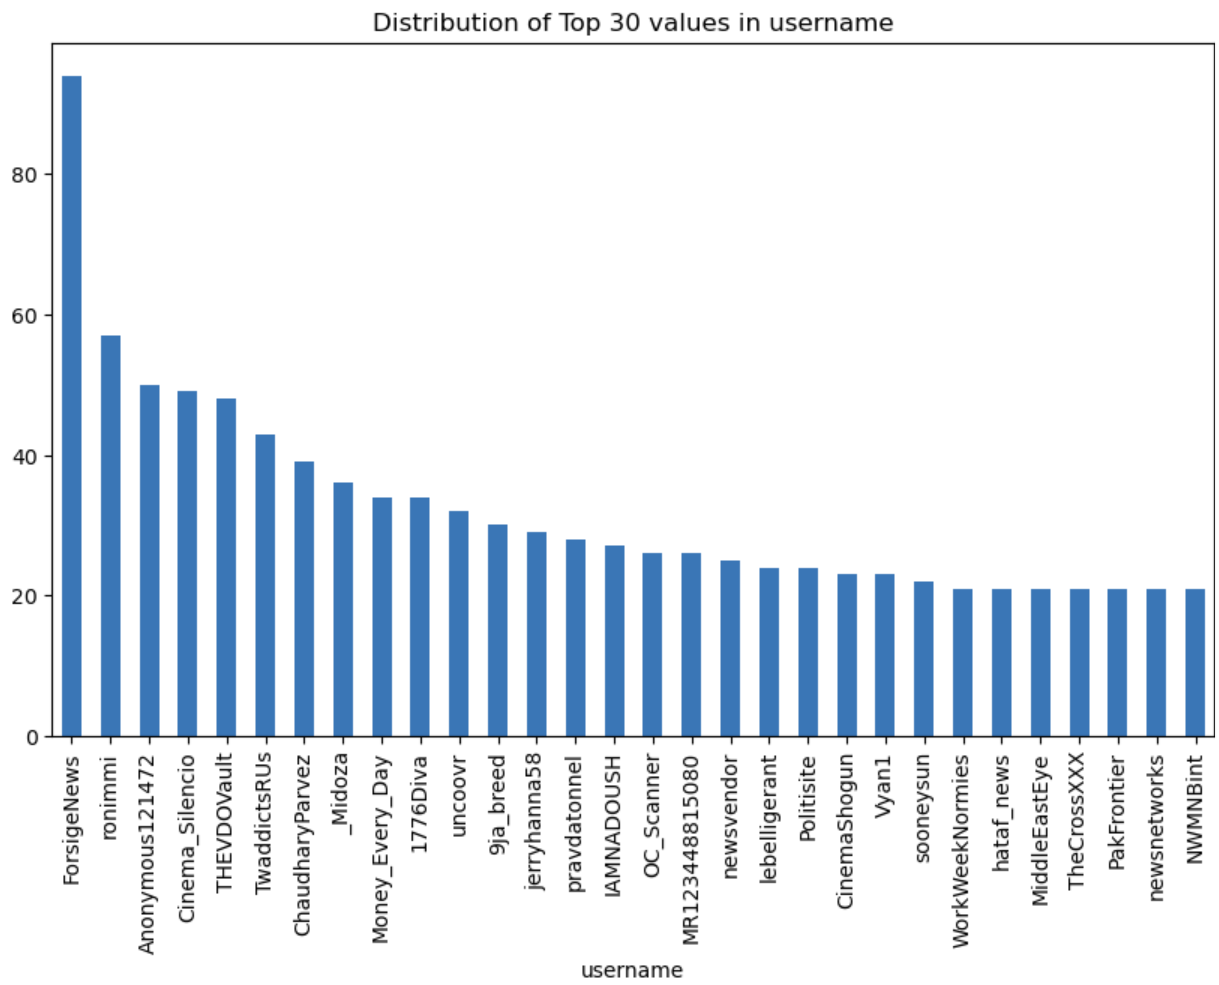 Distribution of Top 30 values in username
80
60
40
20
0
ForsigeNews
ronimmi
Anonymous121472
Cinema_Silencio
THEVDOVault
TwaddictsRUs
ChaudharyParvez
_Midoza
Money_Every_Day
1776Diva
uncoovr
9ja_breed
jerryhanna58
pravdatonnel
IAMNADOUSH
OC_Scanner
MR1234488815080
newsvendor
lebelligerant
Politisite
CinemaShogun
Vyan1
sooneysun
WorkWeekNormies
hataf_news
MiddleEastEye
TheCrossXXX
PakFrontier
newsnetworks
NWMNBint
username